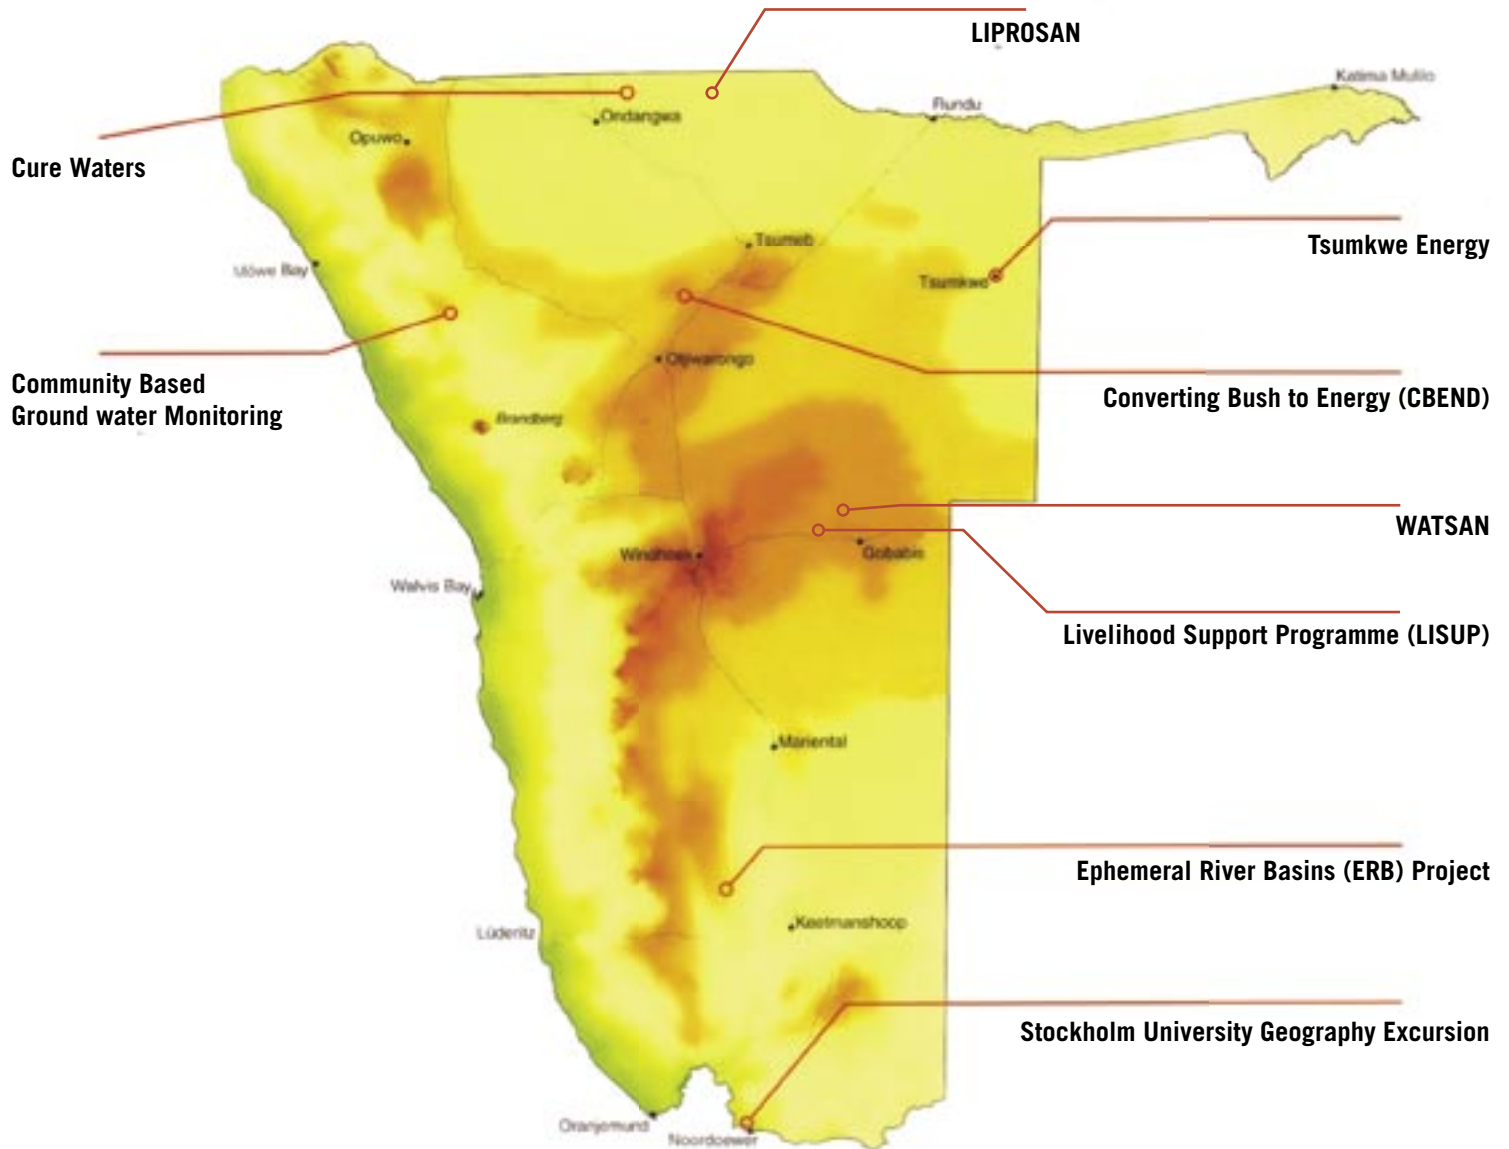 LIPROSAN
Katima Mulilo
Rundu
Ondangwa
Opuwo
Cure Waters
Tsumeb
Tsumkwe Energy
Möwe Bay
Tsumkwe
Otjiwarongo
Community Based
Ground water Monitoring
Converting Bush to Energy (CBEND)
Brandberg
WATSAN
Windhoek
Gobabis
Walvis Bay
Livelihood Support Programme (LISUP)
Mariental
Ephemeral River Basins (ERB) Project
Keetmanshoop
Lüderitz
Stockholm University Geography Excursion
Oranjemund
Noordoewer